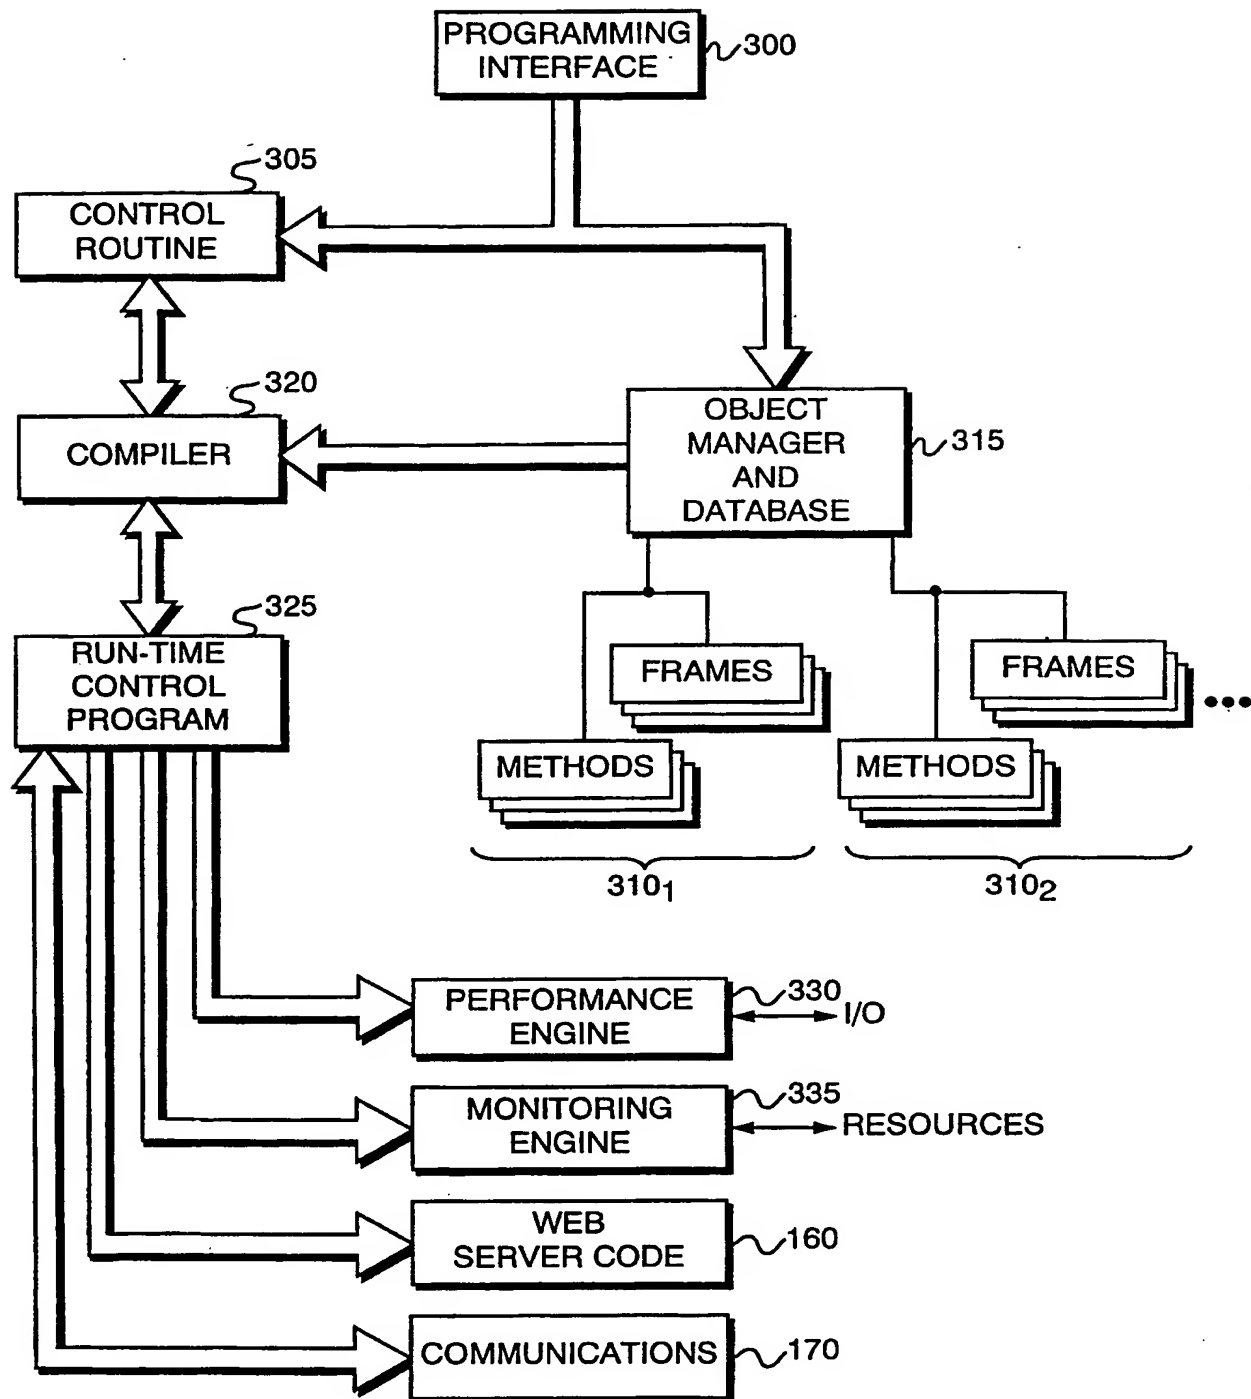 PROGRAMMING
INTERFACE
300
305
CONTROL
ROUTINE
320
COMPILER
OBJECT
MANAGER
AND
DATABASE
315
325
RUN-TIME
CONTROL
PROGRAM
FRAMES
FRAMES
•••
METHODS
METHODS
310₁
310₂
PERFORMANCE
ENGINE
330
I/O
MONITORING
ENGINE
335
RESOURCES
WEB
SERVER CODE
160
COMMUNICATIONS
170